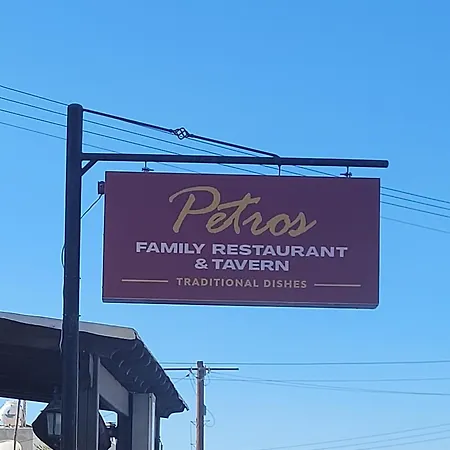 Petros
FAMILY RESTAURANT
& TAVERN
TRADITIONAL DISHES